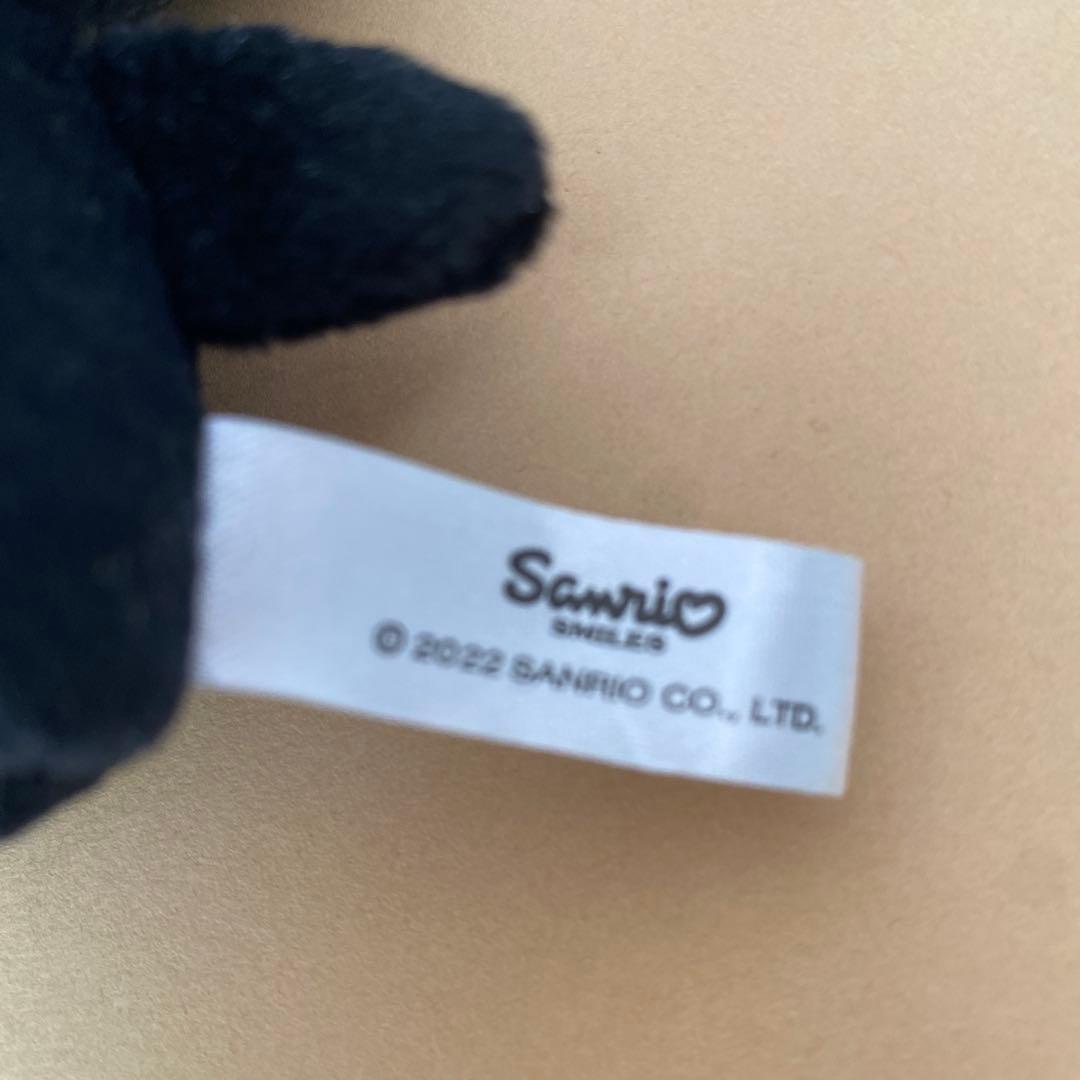 Sanrio
SMILES
© 2022 SANRIO CO., LTD.